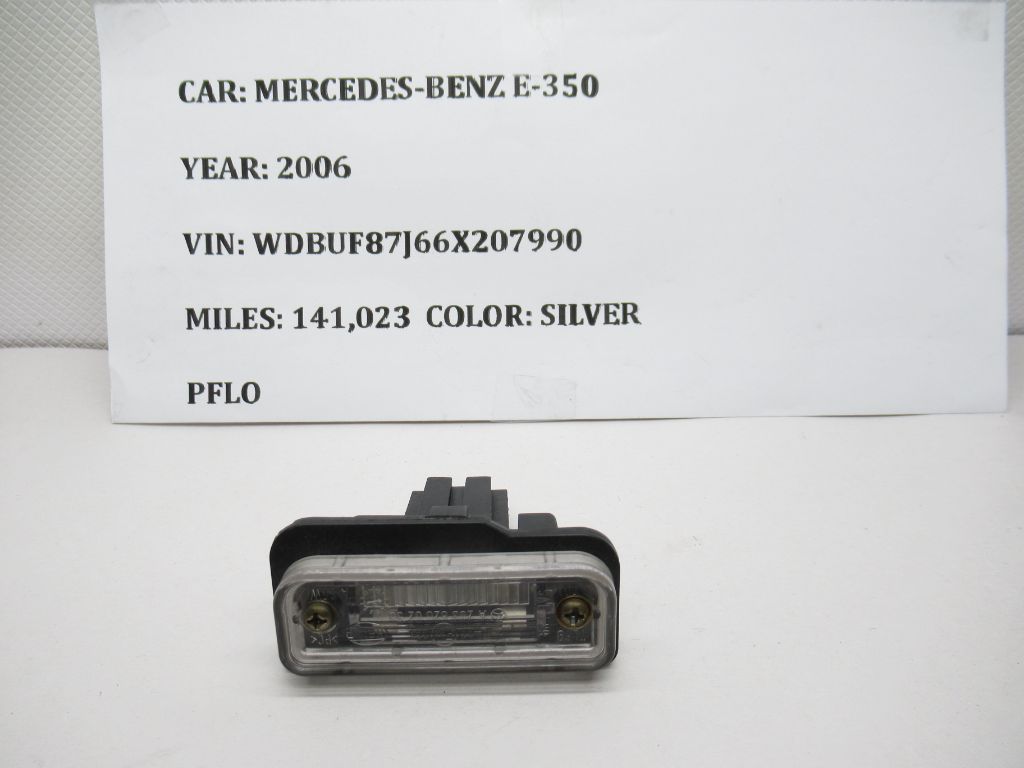 CAR: MERCEDES-BENZ E-350
YEAR: 2006
VIN: WDBUF87J66X207990
MILES: 141,023 COLOR: SILVER
PFLO